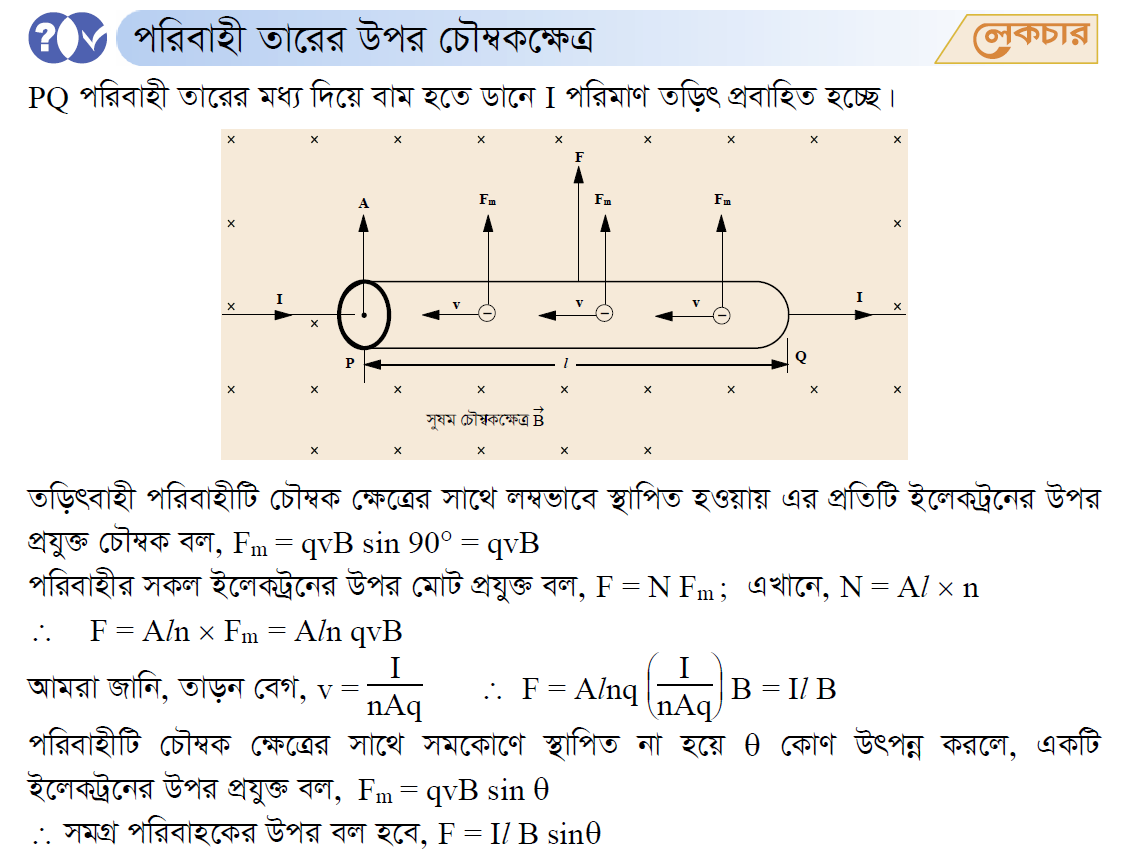 পরিবাহী তারের উপর চৌম্বকক্ষেত্র
লেকচার
PQ পরিবাহী তারের মধ্য দিয়ে বাম হতে ডানে I পরিমাণ তড়িৎ প্রবাহিত হচ্ছে।
F
A Fₘ Fₘ Fₘ
I v v v I
P l Q
সুষম চৌম্বকক্ষেত্র B⃗
তড়িৎবাহী পরিবাহীটি চৌম্বক ক্ষেত্রের সাথে লম্বভাবে স্থাপিত হওয়ায় এর প্রতিটি ইলেকট্রনের উপর
প্রযুক্ত চৌম্বক বল, Fₘ = qvB sin 90° = qvB
পরিবাহীর সকল ইলেকট্রনের উপর মোট প্রযুক্ত বল, F = N Fₘ ; এখানে, N = Al × n
∴ F = Aln × Fₘ = Aln qvB
আমরা জানি, তাড়ন বেগ, v = I/nAq ∴ F = Alnq (I/nAq) B = Il B
পরিবাহীটি চৌম্বক ক্ষেত্রের সাথে সমকোণে স্থাপিত না হয়ে θ কোণ উৎপন্ন করলে, একটি
ইলেকট্রনের উপর প্রযুক্ত বল, Fₘ = qvB sin θ
∴ সমগ্র পরিবাহকের উপর বল হবে, F = Il B sinθ